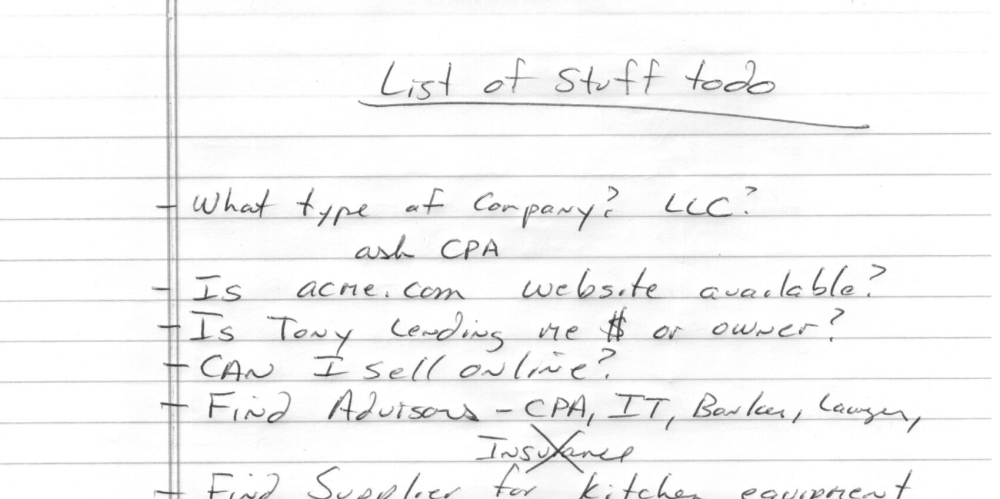 List of Stuff todo
- What type of Company? LLC?
ask CPA
- Is acme.com website available?
- Is Tony Lending me $ or owner?
- CAN I sell online?
- Find Advisors - CPA, IT, Banker, Lawyer,
Insurance
- Find Supplier for kitchen equipment